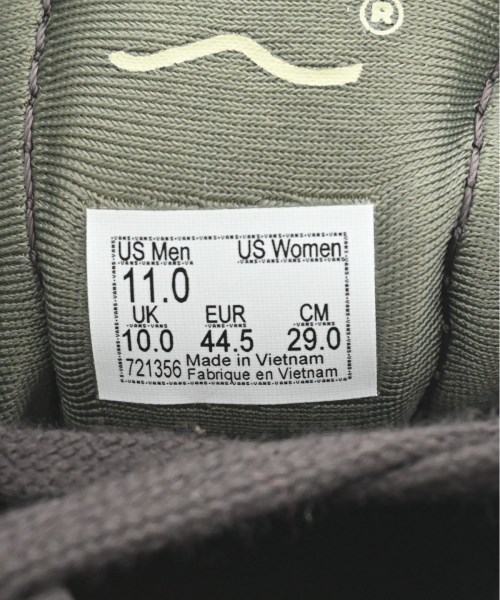 ®
US Men US Women
11.0
UK EUR CM
10.0 44.5 29.0
721356 Made in Vietnam
Fabrique en Vietnam